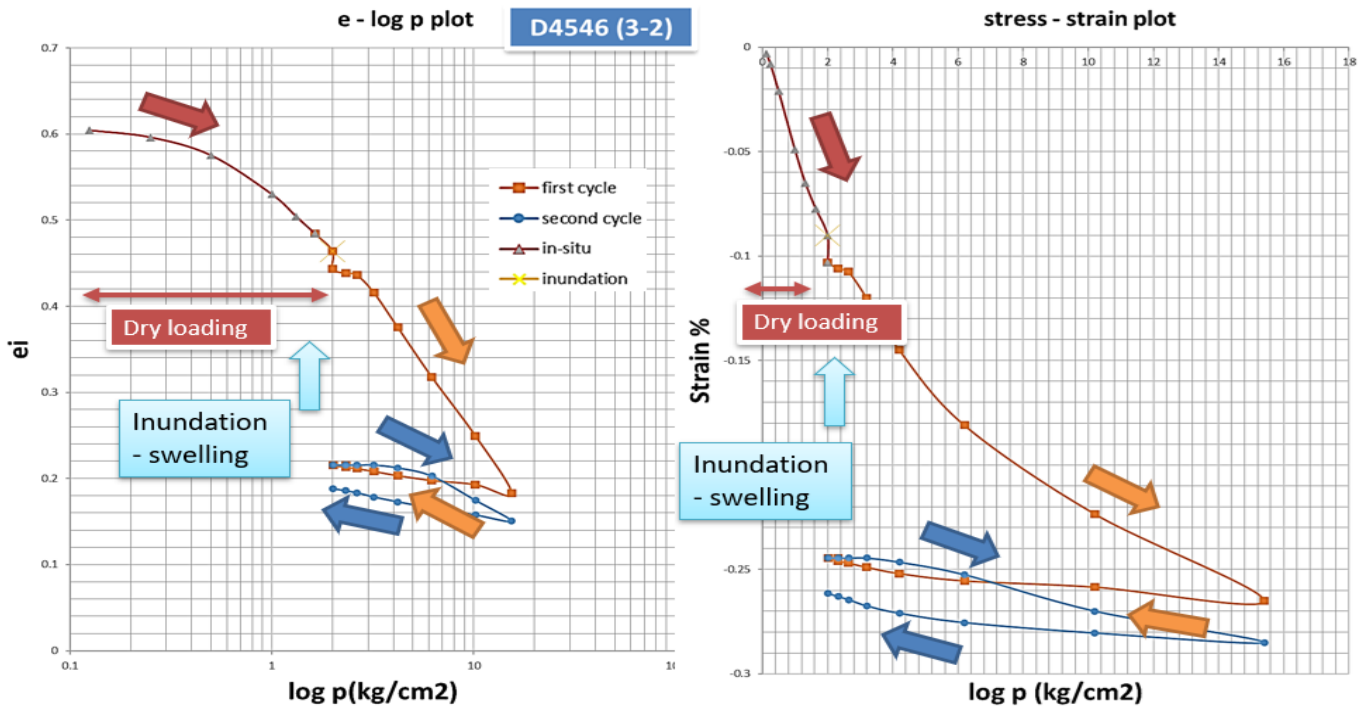 e - log p plot
D4546 (3-2)
0.7
0.6
0.5
0.4
0.3
0.2
0.1
0
ei
first cycle
second cycle
in-situ
inundation
Dry loading
Inundation
- swelling
0.1
1
10
10
log p(kg/cm2)
stress - strain plot
0
-0.05
-0.1
-0.15
-0.25
-0.3
0
2
4
6
8
10
12
14
16
18
Strain %
Dry loading
Inundation
- swelling
log p (kg/cm2)